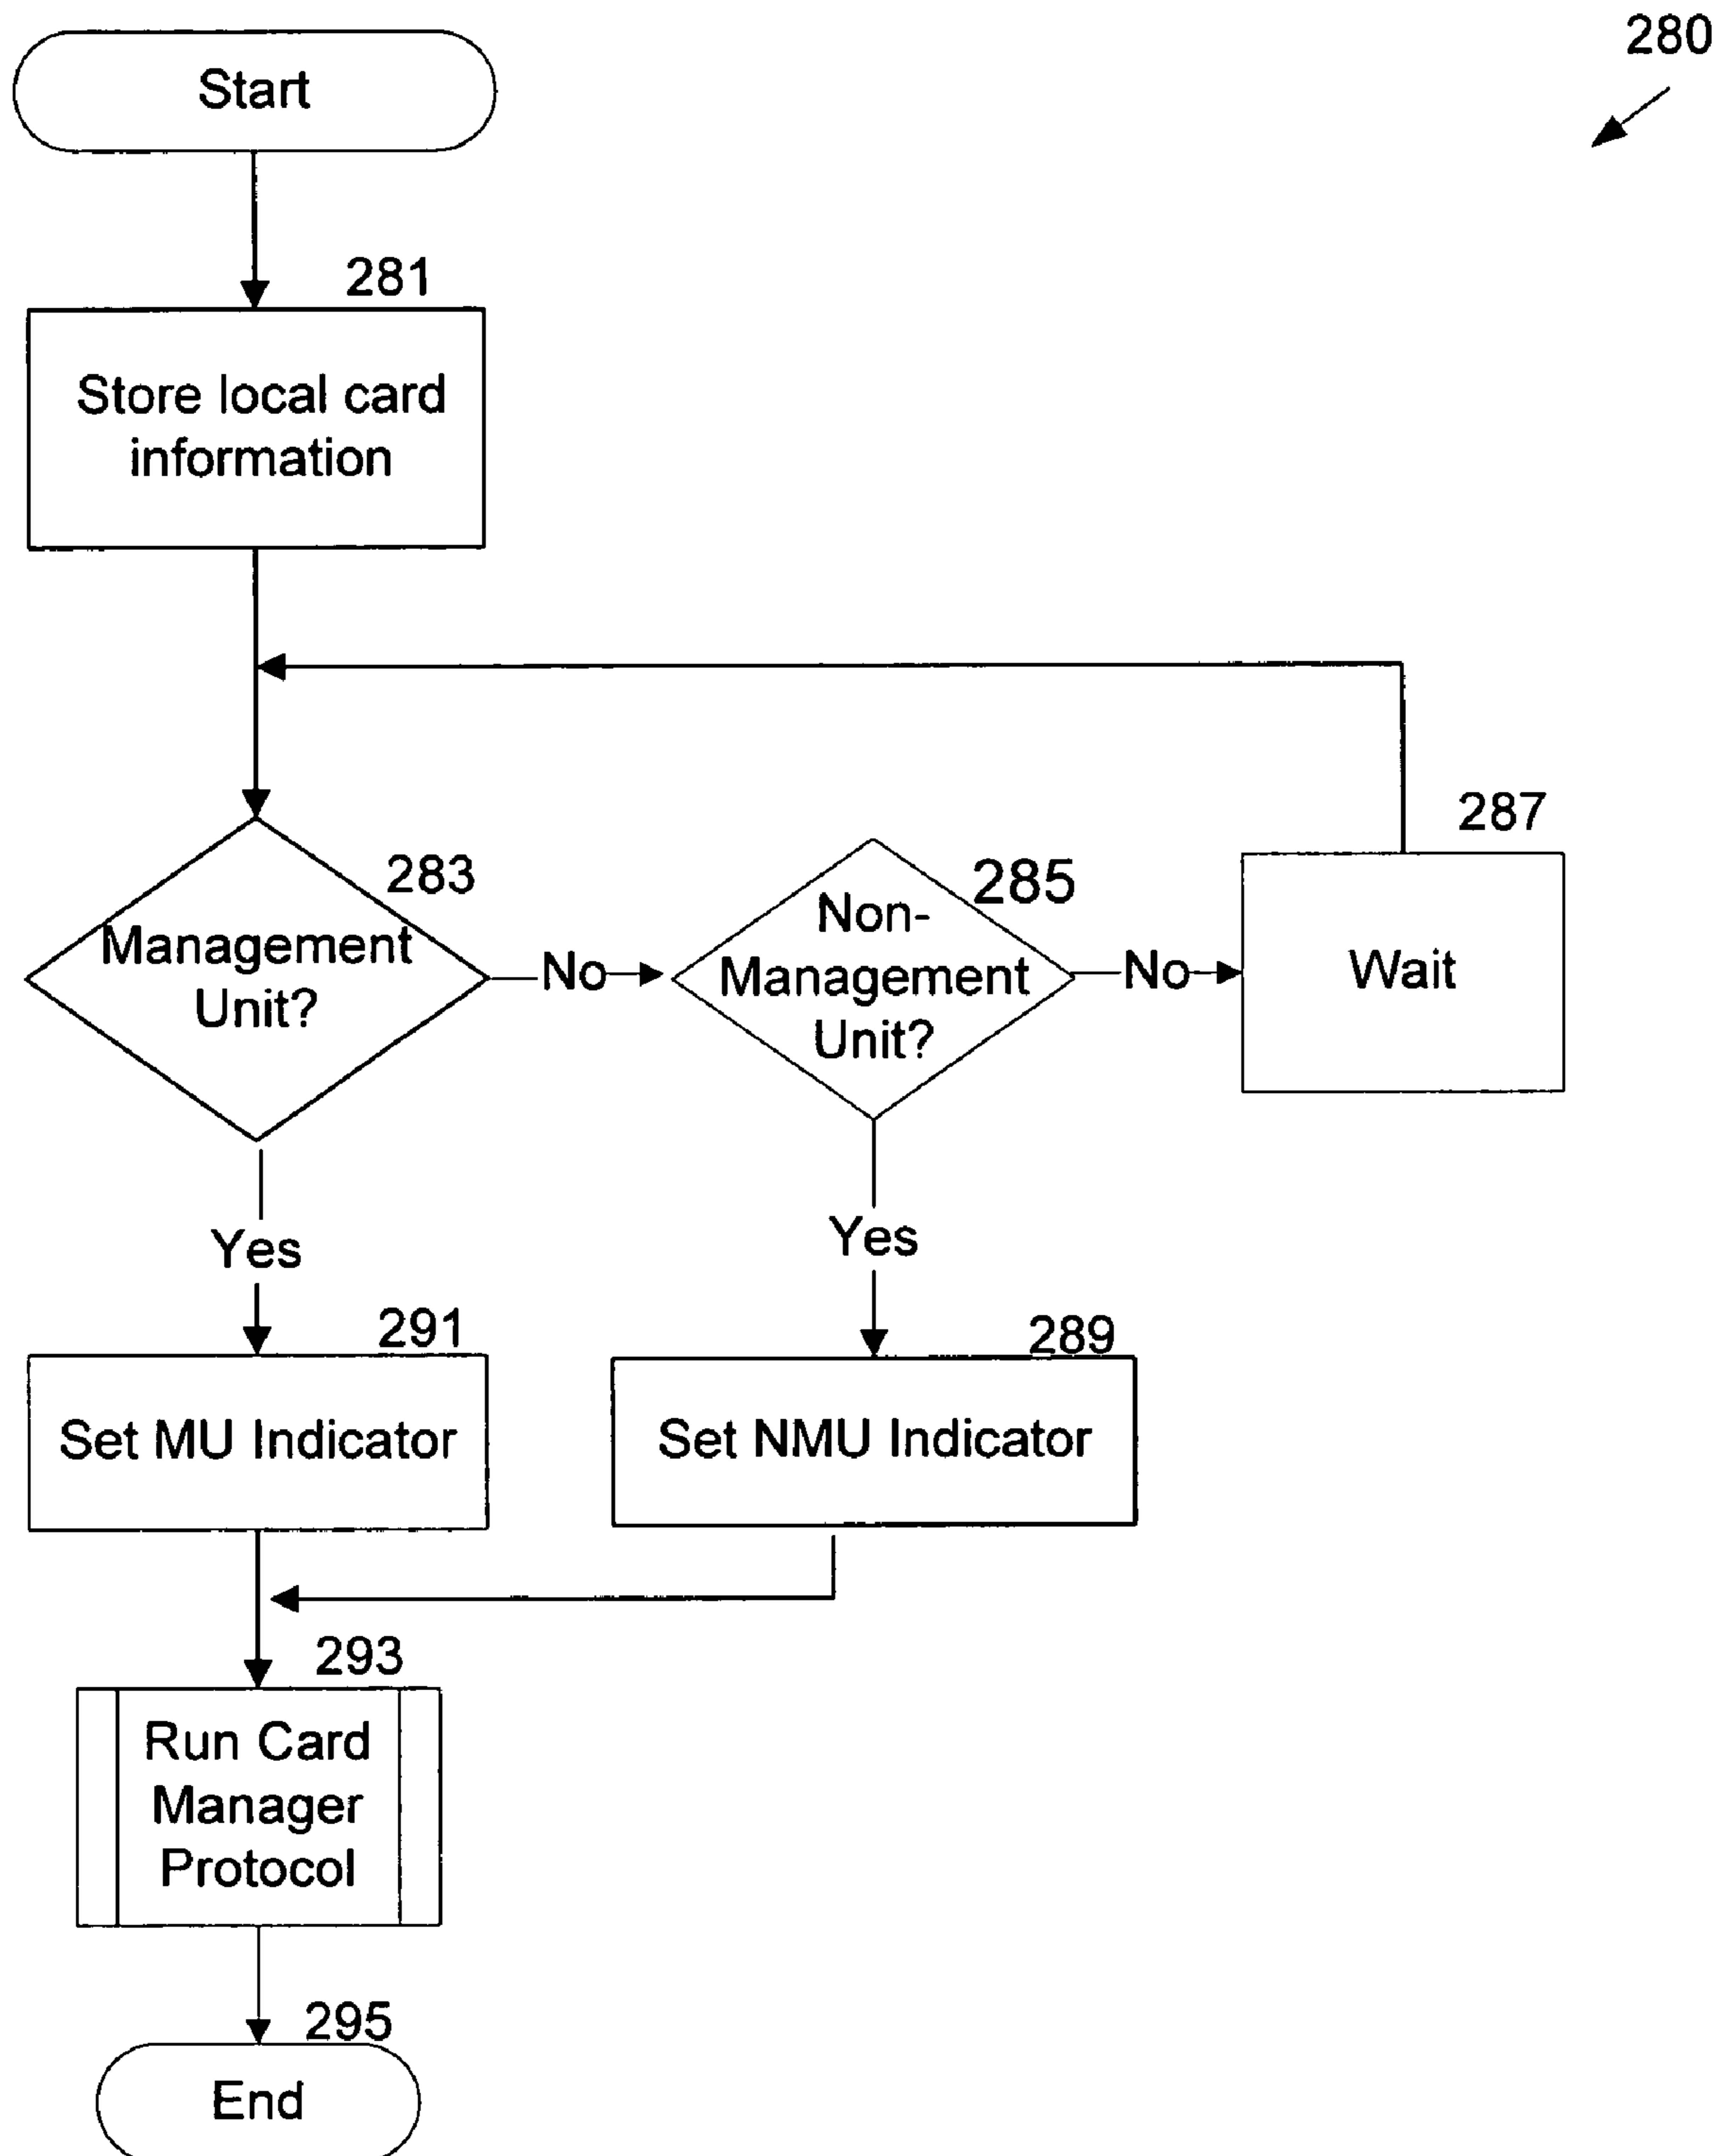 280
Start
281
Store local card
information
283
Management
Unit?
No
285
Non-
Management
Unit?
No
287
Wait
Yes
Yes
291
Set MU Indicator
289
Set NMU Indicator
293
Run Card
Manager
Protocol
295
End